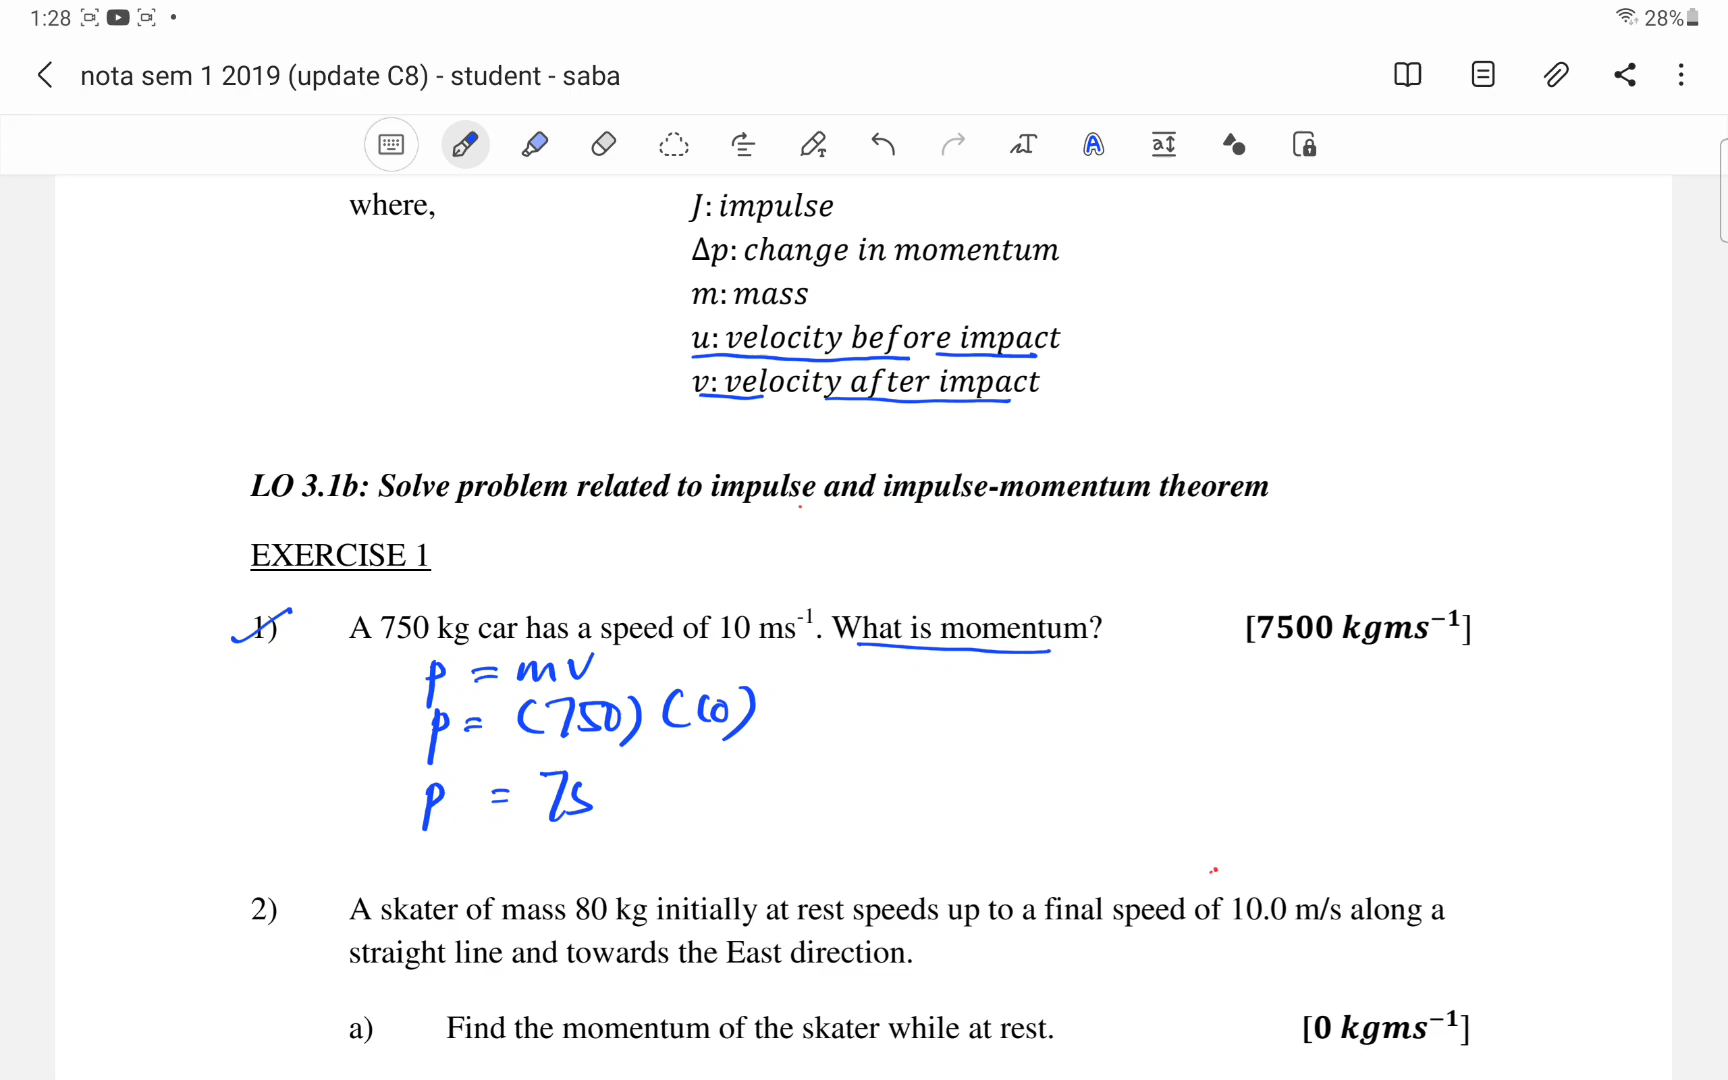 1:28
28%
nota sem 1 2019 (update C8) - student - saba
where,
J: impulse
Δp: change in momentum
m: mass
u: velocity before impact
v: velocity after impact
LO 3.1b: Solve problem related to impulse and impulse-momentum theorem
EXERCISE 1
1) A 750 kg car has a speed of 10 ms⁻¹. What is momentum? [7500 kgms⁻¹]
p = mv
p = (750) (10)
p = 75
2) A skater of mass 80 kg initially at rest speeds up to a final speed of 10.0 m/s along a
straight line and towards the East direction.
a) Find the momentum of the skater while at rest. [0 kgms⁻¹]